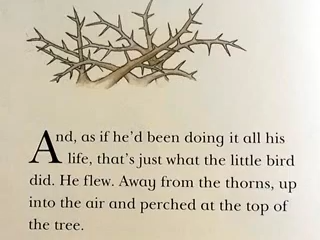 And, as if he'd been doing it all his
life, that's just what the little bird
did. He flew. Away from the thorns, up
into the air and perched at the top of
the tree.